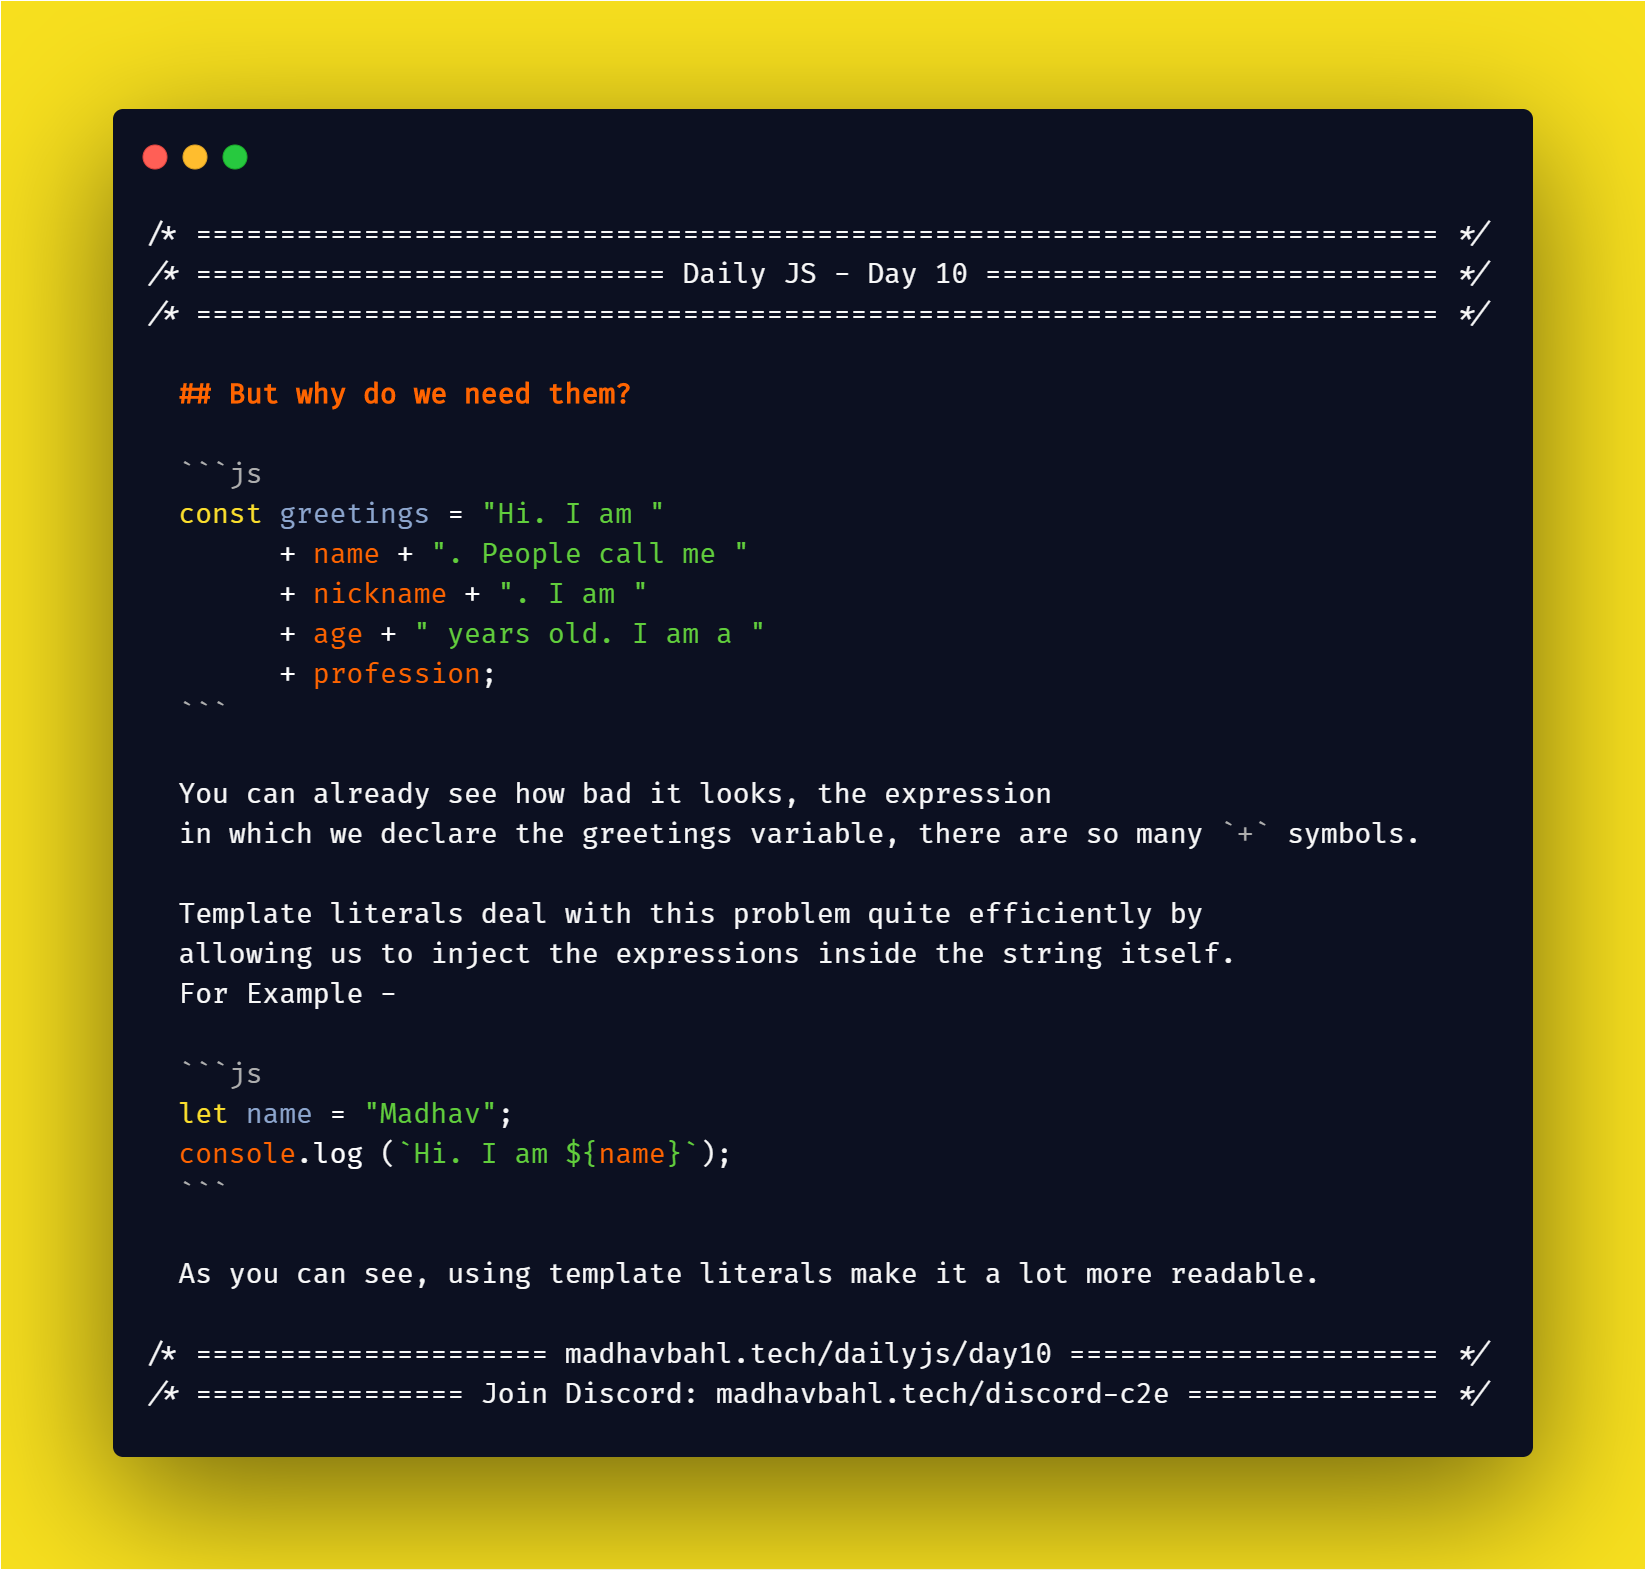 /* ========================================================================== */
/* ============================ Daily JS - Day 10 =========================== */
/* ========================================================================== */
## But why do we need them?
```js
const greetings = "Hi. I am "
+ name + ". People call me "
+ nickname + ". I am "
+ age + " years old. I am a "
+ profession;
```
You can already see how bad it looks, the expression
in which we declare the greetings variable, there are so many `+` symbols.
Template literals deal with this problem quite efficiently by
allowing us to inject the expressions inside the string itself.
For Example -
```js
let name = "Madhav";
console.log (`Hi. I am ${name}`);
```
As you can see, using template literals make it a lot more readable.
/* ===================== madhavbahl.tech/dailyjs/day10 ====================== */
/* ================ Join Discord: madhavbahl.tech/discord-c2e =============== */